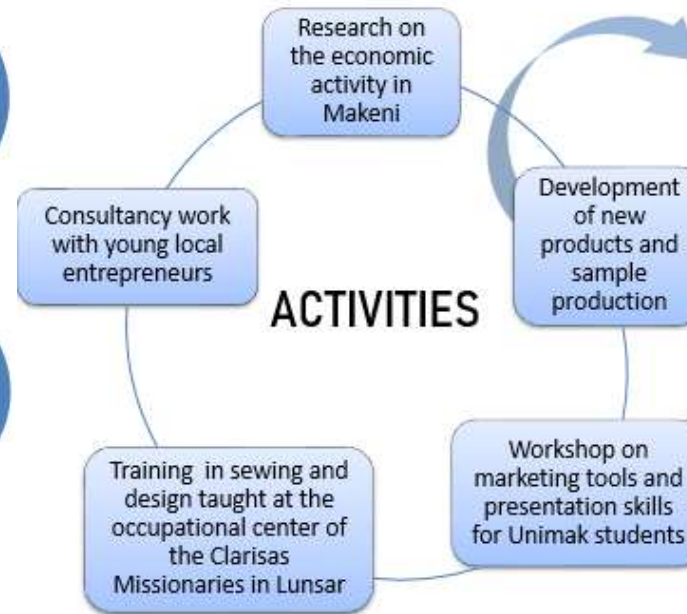 Research on
the economic
activity in
Makeni
Development
of new
products and
sample
production
Workshop on
marketing tools and
presentation skills
for Unimak students
Training in sewing and
design taught at the
occupational center of
the Clarisas
Missionaries in Lunsar
Consultancy work
with young local
entrepreneurs
ACTIVITIES